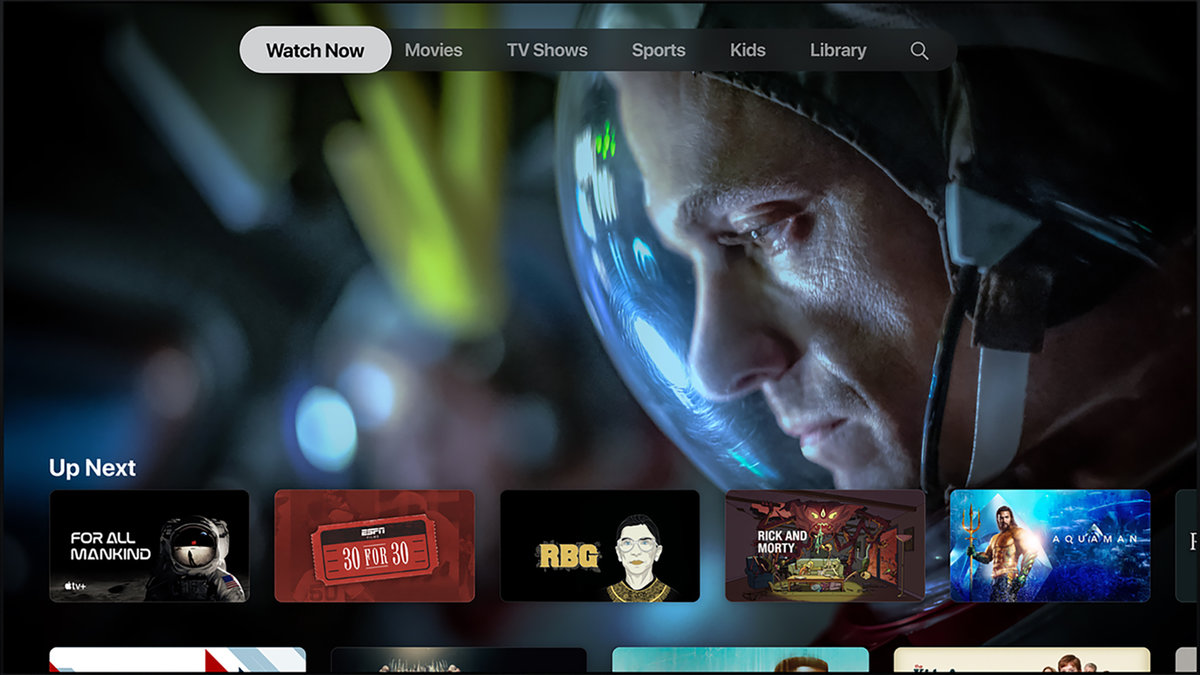 Watch Now
Movies
TV Shows
Sports
Kids
Library
Up Next
FOR ALL
MANKIND
tv+
ESPN
FILMS
30 FOR 30
RBG
RICK AND
MORTY
AQUAMAN